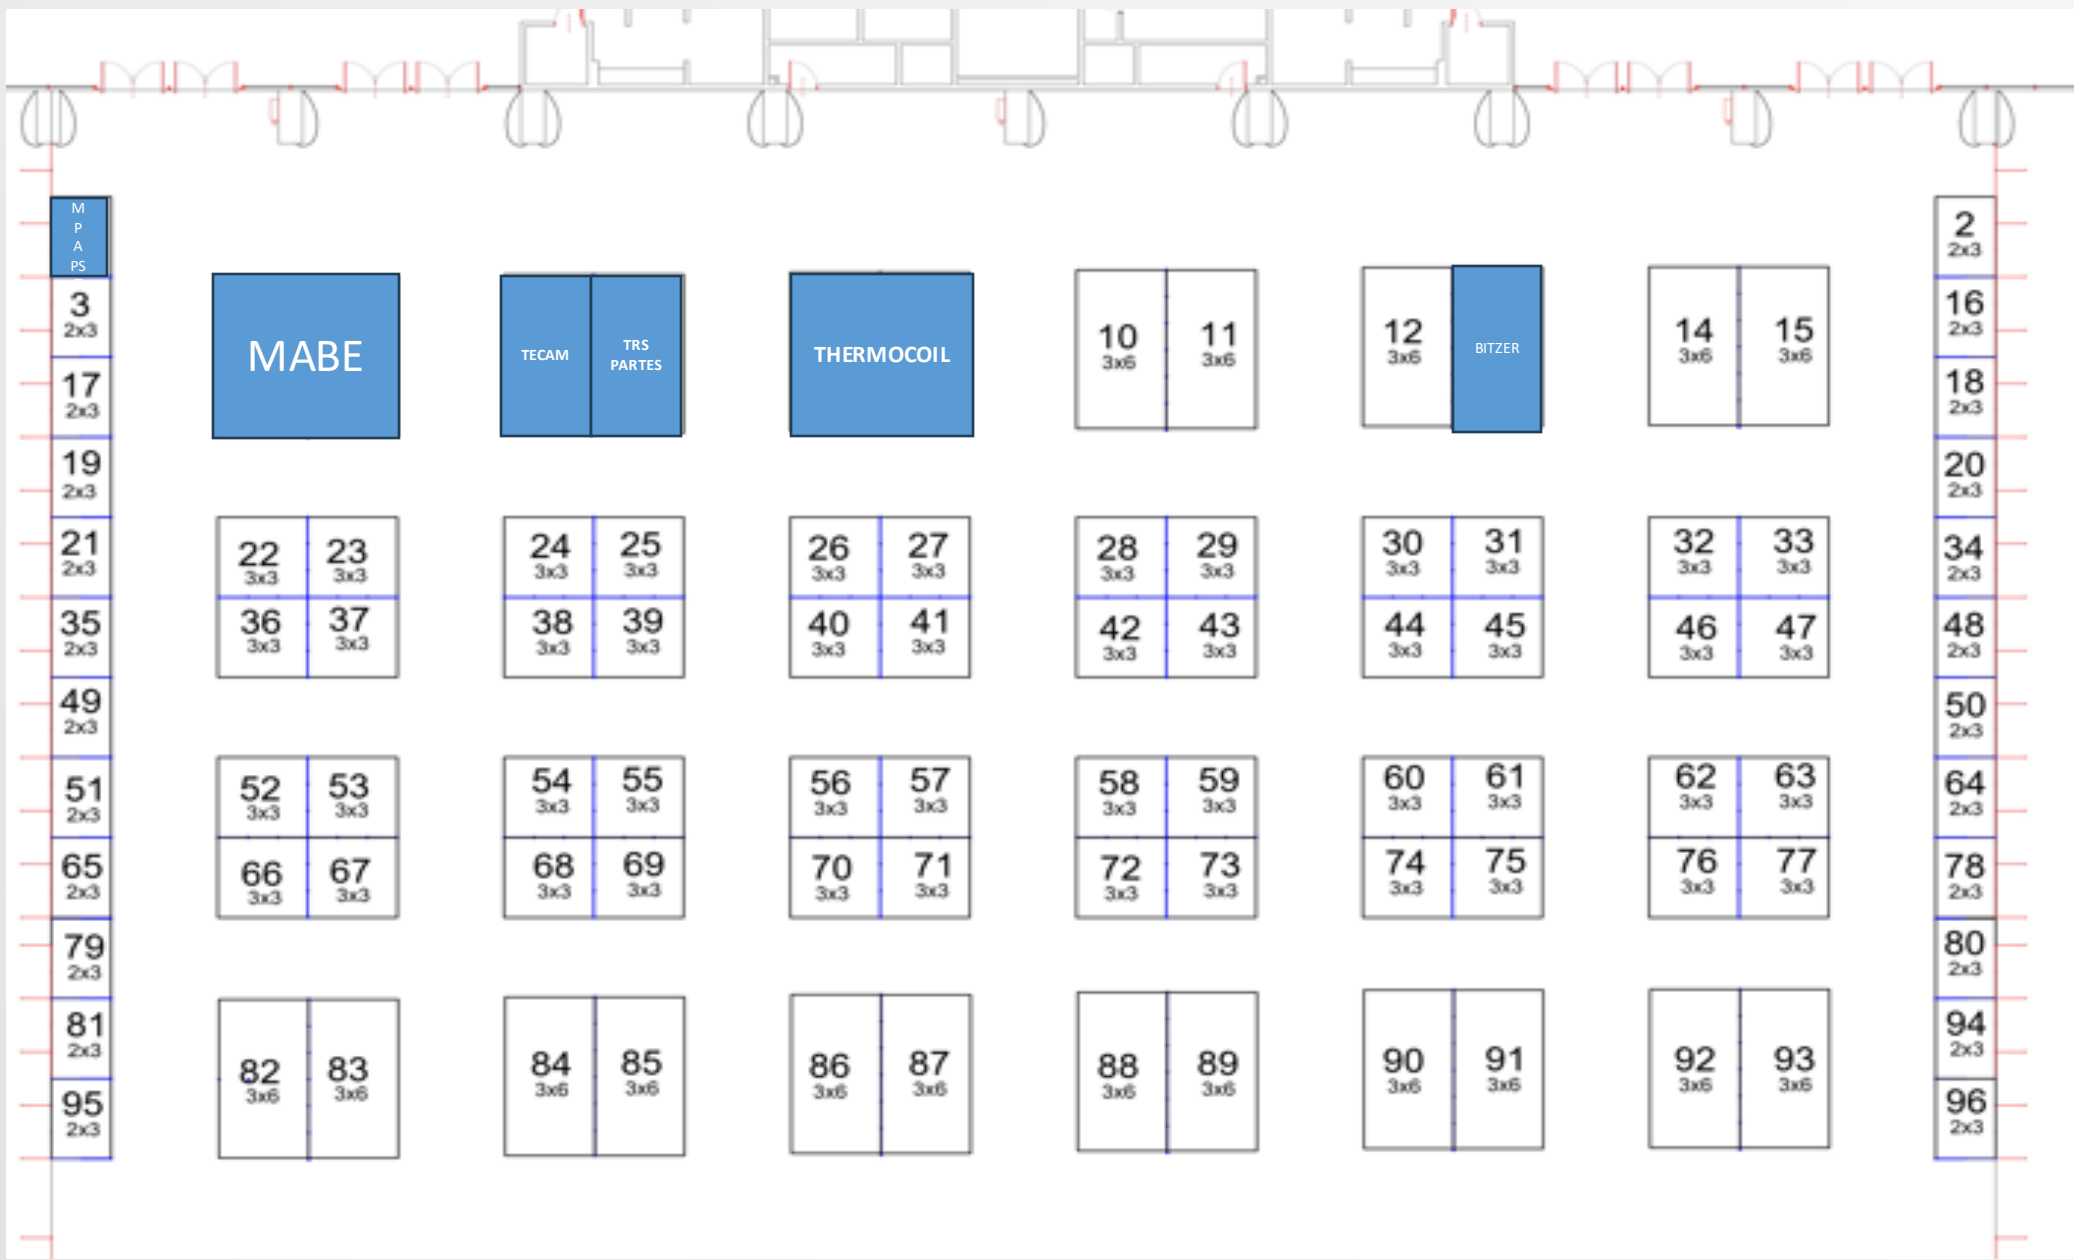 M
P
A
PS
2
2x3
3
2x3
MABE
TECAM
TRS
PARTES
THERMOCOIL
10
3x6
11
3x6
12
3x6
BITZER
14
3x6
15
3x6
16
2x3
17
2x3
18
2x3
19
2x3
20
2x3
21
2x3
22
3x3
23
3x3
24
3x3
25
3x3
26
3x3
27
3x3
28
3x3
29
3x3
30
3x3
31
3x3
32
3x3
33
3x3
34
2x3
35
2x3
36
3x3
37
3x3
38
3x3
39
3x3
40
3x3
41
3x3
42
3x3
43
3x3
44
3x3
45
3x3
46
3x3
47
3x3
48
2x3
49
2x3
50
2x3
51
2x3
52
3x3
53
3x3
54
3x3
55
3x3
56
3x3
57
3x3
58
3x3
59
3x3
60
3x3
61
3x3
62
3x3
63
3x3
64
2x3
65
2x3
66
3x3
67
3x3
68
3x3
69
3x3
70
3x3
71
3x3
72
3x3
73
3x3
74
3x3
75
3x3
76
3x3
77
3x3
78
2x3
79
2x3
80
2x3
81
2x3
82
3x6
83
3x6
84
3x6
85
3x6
86
3x6
87
3x6
88
3x6
89
3x6
90
3x6
91
3x6
92
3x6
93
3x6
94
2x3
95
2x3
96
2x3